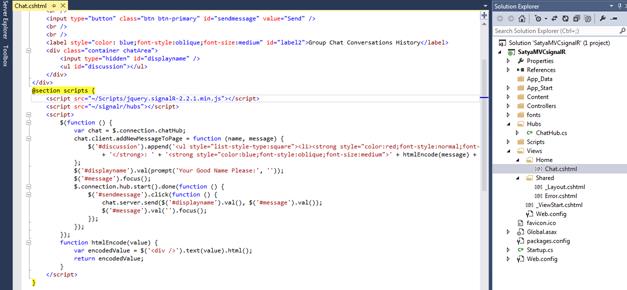 Server Explorer
Toolbox
Chat.cshtml
<input type="button" class="btn btn-primary" id="sendmessage" value="Send" />
<br />
<br />
<label style="color: blue;font-style:oblique;font-size:medium" id="label2">Group Chat Conversations History</label>
<div class="container chatArea">
<input type="hidden" id="displayname" />
<ul id="discussion"></ul>
</div>
</div>
@section scripts {
<script src="~/Scripts/jquery.signalR-2.2.1.min.js"></script>
<script src="~/signalr/hubs"></script>
<script>
$(function () {
var chat = $.connection.chatHub;
chat.client.addNewMessageToPage = function (name, message) {
$('#discussion').append('<ul style="list-style-type:square"><li><strong style="color:red;font-style:normal;font
+ '</strong>: ' + '<strong style="color:blue;font-style:oblique;font-size:medium">' + htmlEncode(message) +
};
$('#displayname').val(prompt('Your Good Name Please:', ''));
$('#message').focus();
$.connection.hub.start().done(function () {
$('#sendmessage').click(function () {
chat.server.send($('#displayname').val(), $('#message').val());
$('#message').val('').focus();
});
});
});
function htmlEncode(value) {
var encodedValue = $('<div />').text(value).html();
return encodedValue;
}
</script>
}
Solution Explorer
Search Solution Explorer (Ctrl+;)
Solution 'SatyaMVCsignalR' (1 project)
SatyaMVCsignalR
Properties
References
App_Data
App_Start
Content
Controllers
fonts
Hubs
ChatHub.cs
Scripts
Views
Home
Chat.cshtml
Shared
_Layout.cshtml
Error.cshtml
_ViewStart.cshtml
Web.config
favicon.ico
Global.asax
packages.config
Startup.cs
Web.config